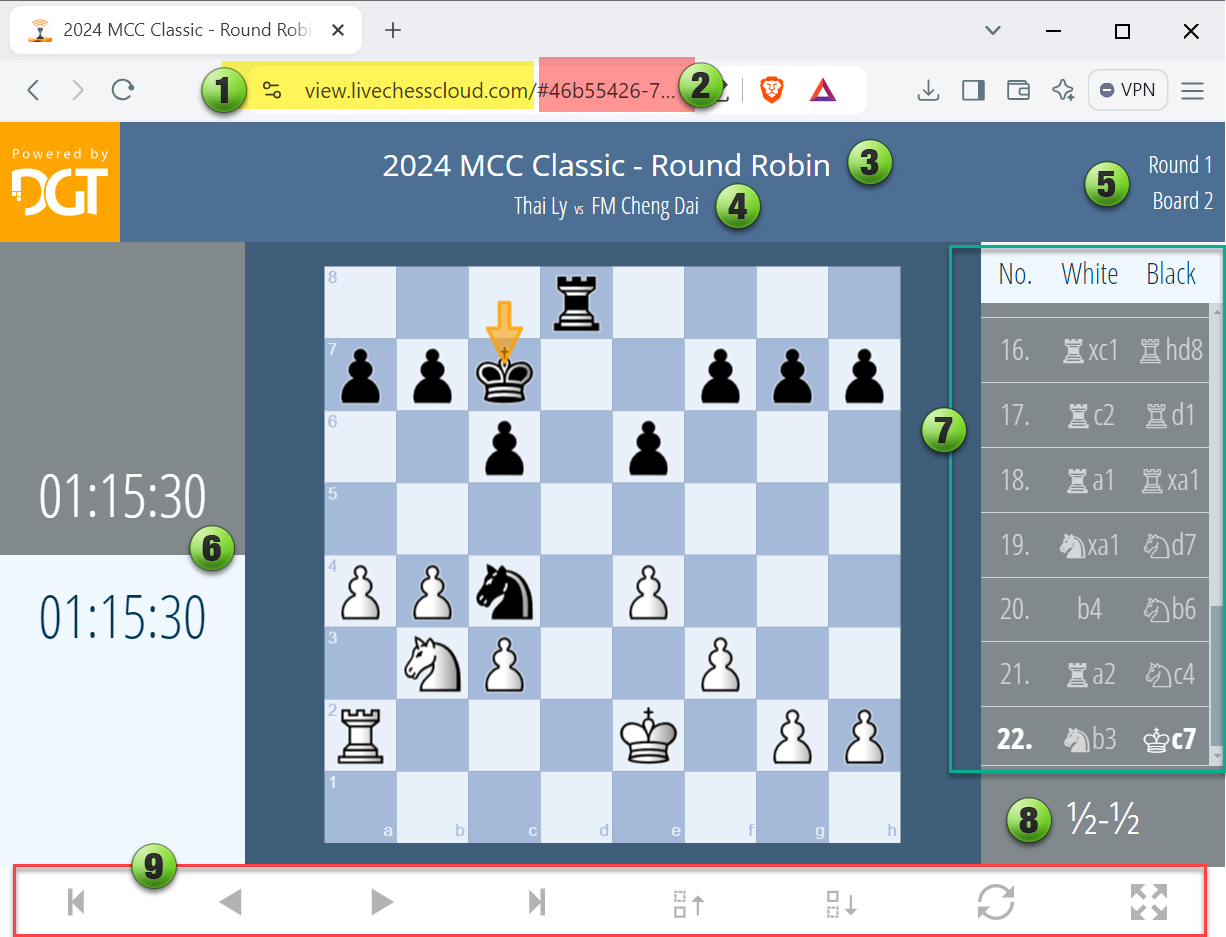 2024 MCC Classic - Round Robi
1 view.livechesscloud.com/#46b55426-7... 2
VPN
Powered by
DGT
2024 MCC Classic - Round Robin 3
Thai Ly vs FM Cheng Dai 4
5
Round 1
Board 2
01:15:30
6
01:15:30
8
7
6
5
4
3
2
1
a b c d e f g h
7
No. White Black
16. xc1 hd8
17. c2 d1
18. a1 xa1
19. xa1 d7
20. b4 b6
21. a2 c4
22. b3 c7
8 ½-½
9